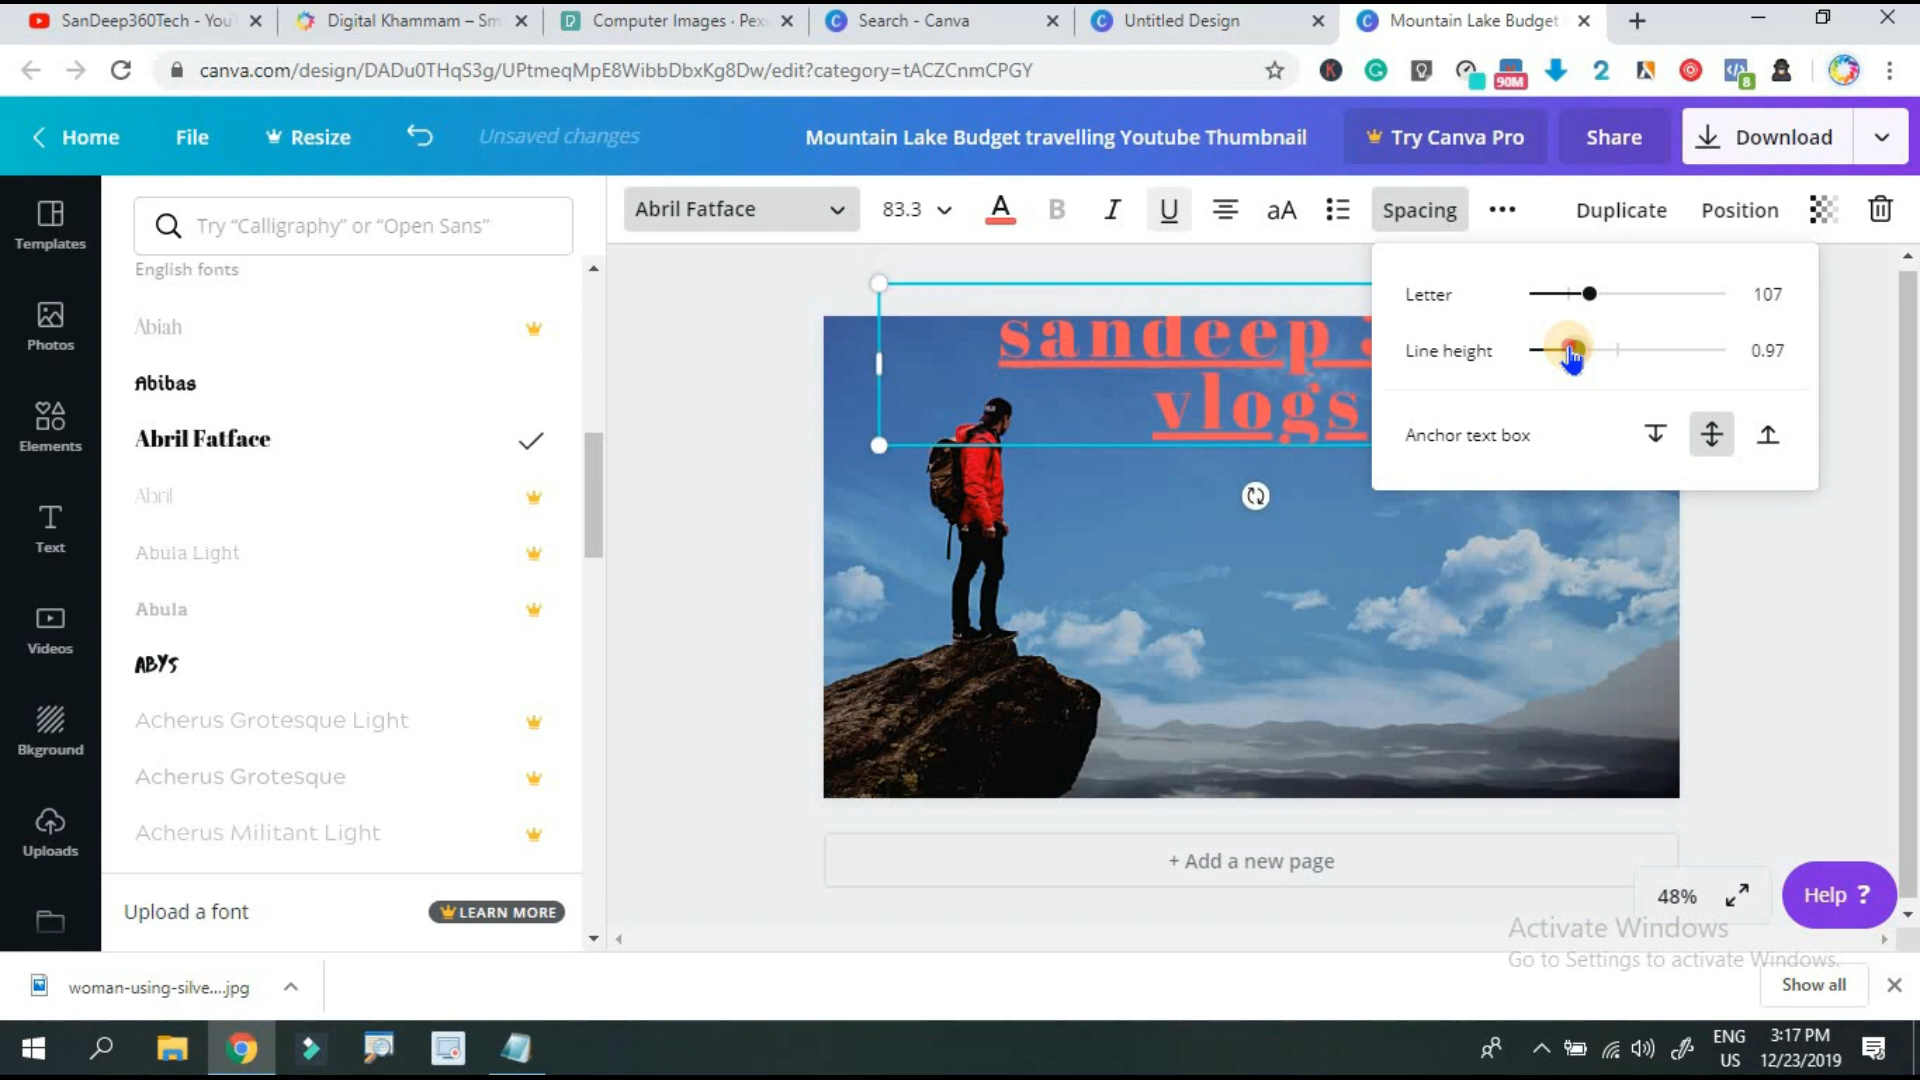 SanDeep360Tech - You
Digital Khammam – Sm
Computer Images · Pex
Search - Canva
Untitled Design
Mountain Lake Budget
canva.com/design/DADu0THqS3g/UPtmeqMpE8WibbDbxKg8Dw/edit?category=tACZCnmCPGY
90M
2
8
Home
File
Resize
Unsaved changes
Mountain Lake Budget travelling Youtube Thumbnail
Try Canva Pro
Share
Download
Templates
Photos
Elements
Text
Videos
Bkground
Uploads
Try “Calligraphy” or “Open Sans”
English fonts
Abiah
Abibas
Abril Fatface
Abril
Abula Light
Abula
ABYS
Acherus Grotesque Light
Acherus Grotesque
Acherus Militant Light
Upload a font
LEARN MORE
Abril Fatface
83.3
A
B
I
U
aA
Spacing
Duplicate
Position
Letter
107
Line height
0.97
Anchor text box
sandeep
vlogs
+ Add a new page
48%
Help ?
Activate Windows
Go to Settings to activate Windows.
woman-using-silve....jpg
Show all
ENG
US
3:17 PM
12/23/2019